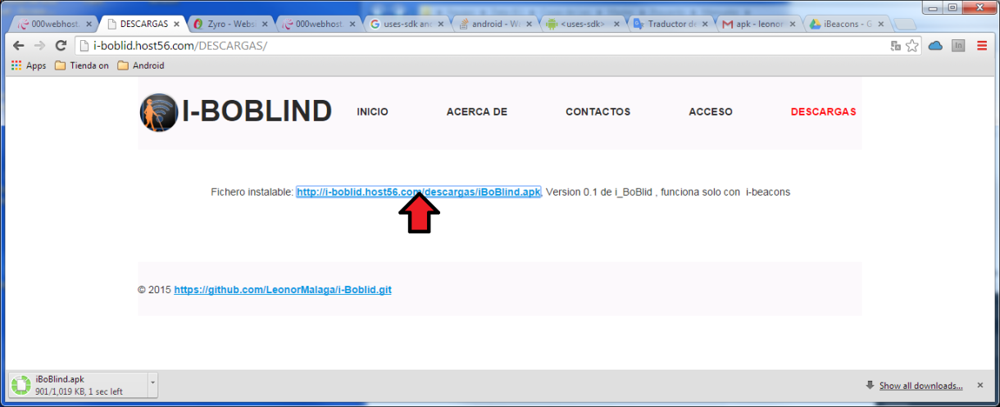 000webhost.
DESCARGAS
Zyro - Websi
000webhost.
uses-sdk and
android - W
<uses-sdk>
Traductor de
apk - leonor
iBeacons - G
i-boblid.host56.com/DESCARGAS/
In
Apps
Tienda on
Android
I-BOBLIND
INICIO
ACERCA DE
CONTACTOS
ACCESO
DESCARGAS
Fichero instalable: http://i-boblid.host56.com/descargas/iBoBlind.apk, Version 0.1 de i_BoBlid , funciona solo con i-beacons
© 2015 https://github.com/LeonorMalaga/i-Boblid.git
iBoBlind.apk
901/1,019 KB, 1 sec left
Show all downloads...